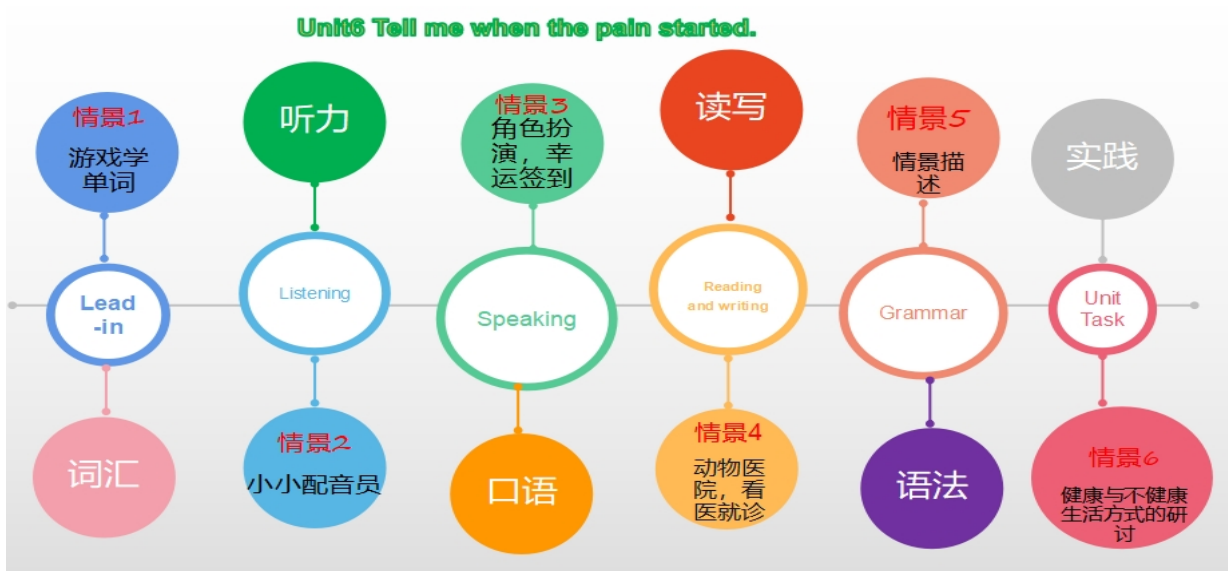 Unit6 Tell me when the pain started.
情景1
游戏学
单词
Lead
-in
词汇
听力
Listening
情景2
小小配音员
情景3
角色扮
演，幸
运签到
Speaking
口语
读写
Reading
and writing
情景4
动物医
院，看
医就诊
情景5
情景描
述
Grammar
语法
实践
Unit
Task
情景6
健康与不健康
生活方式的研
讨